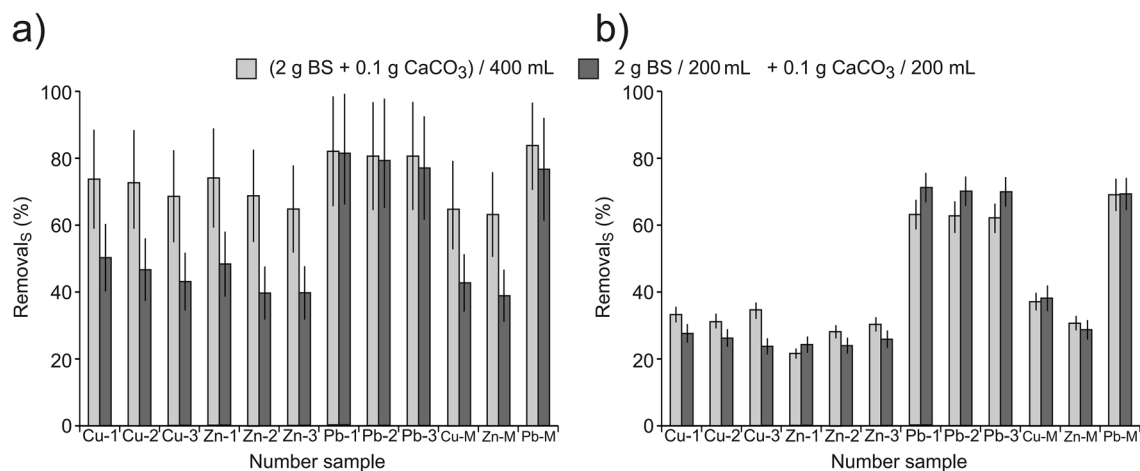 a)
b)
(2 g BS + 0.1 g CaCO₃) / 400 mL
2 g BS / 200 mL + 0.1 g CaCO₃ / 200 mL
100
80
60
40
20
0
Removalₛ (%)
Cu-1 Cu-2 Cu-3 Zn-1 Zn-2 Zn-3 Pb-1 Pb-2 Pb-3 Cu-M Zn-M Pb-M
Number sample
100
80
60
40
20
0
Removalₛ (%)
Cu-1 Cu-2 Cu-3 Zn-1 Zn-2 Zn-3 Pb-1 Pb-2 Pb-3 Cu-M Zn-M Pb-M
Number sample